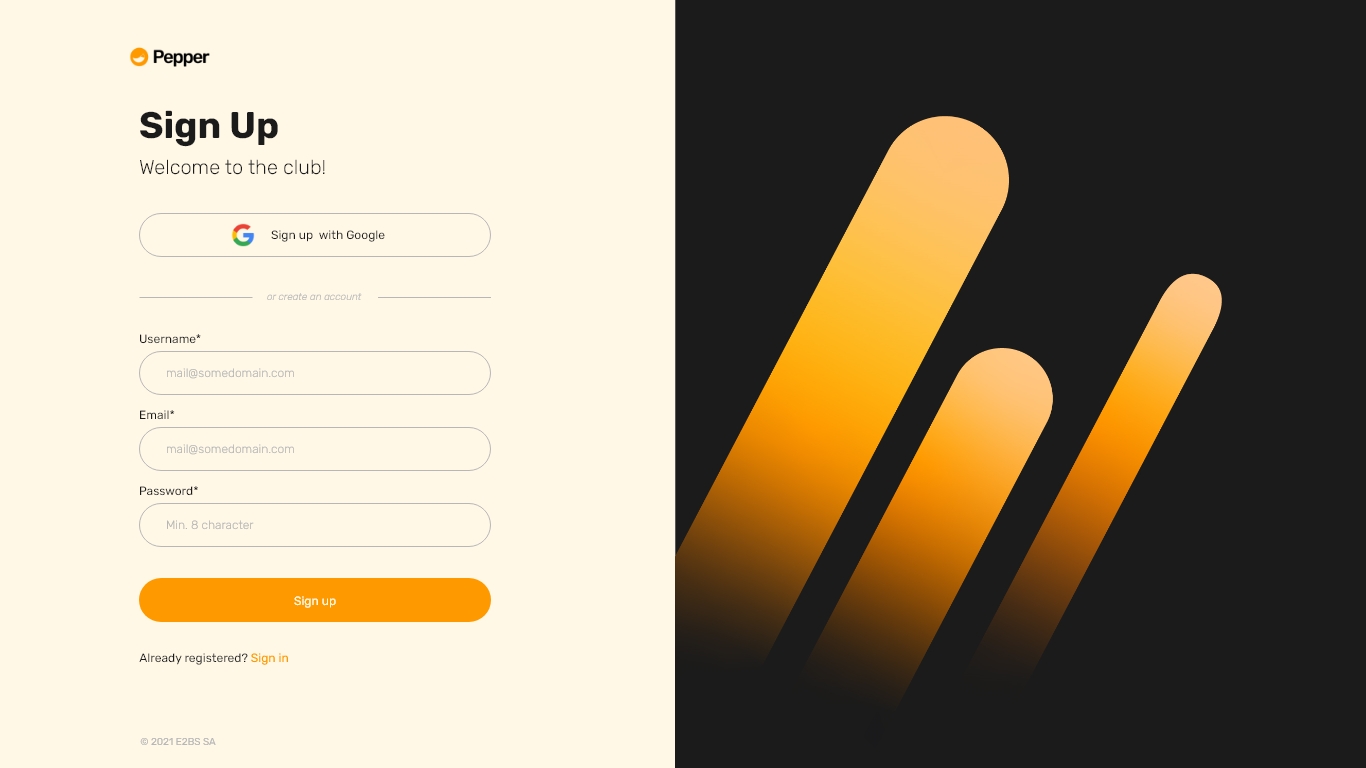 Pepper
Sign Up
Welcome to the club!
Sign up  with Google
or create an account
Username*
mail@somedomain.com
Email*
mail@somedomain.com
Password*
Min. 8 character
Sign up
Already registered? Sign in
© 2021 E2BS SA